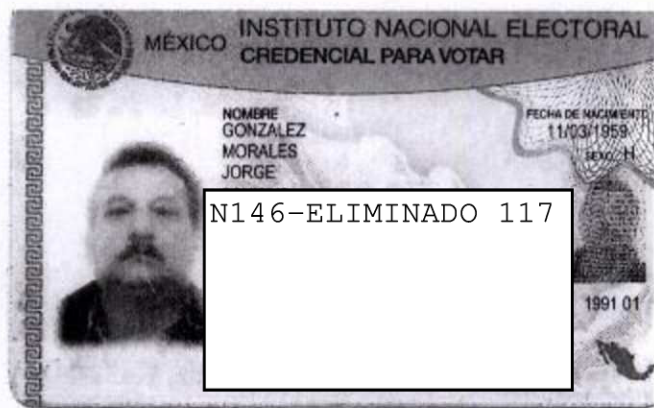 MÉXICO
INSTITUTO NACIONAL ELECTORAL
CREDENCIAL PARA VOTAR
NOMBRE
GONZALEZ
MORALES
JORGE
FECHA DE NACIMIENTO
11/03/1959
SEXO H
N146-ELIMINADO 117
1991 01